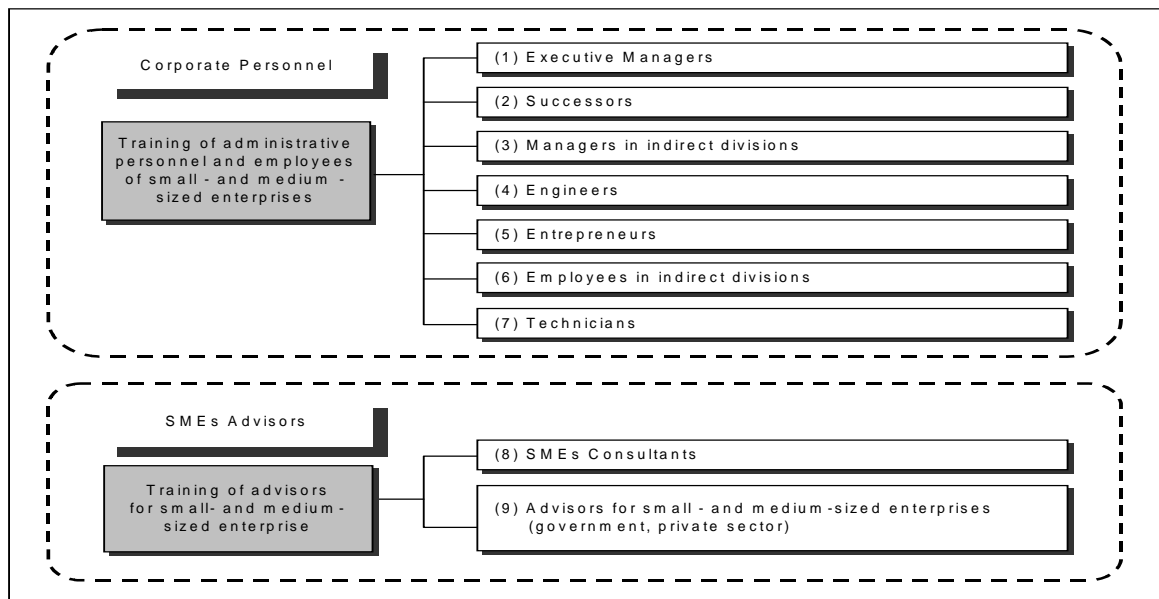 Corporate Personnel
Training of administrative
personnel and employees
of small - and medium -
sized enterprises
(1) Executive Managers
(2) Successors
(3) Managers in indirect divisions
(4) Engineers
(5) Entrepreneurs
(6) Employees in indirect divisions
(7) Technicians
SMEs Advisors
Training of advisors
for small- and medium -
sized enterprise
(8) SMEs Consultants
(9) Advisors for small - and medium -sized enterprises
(government, private sector)